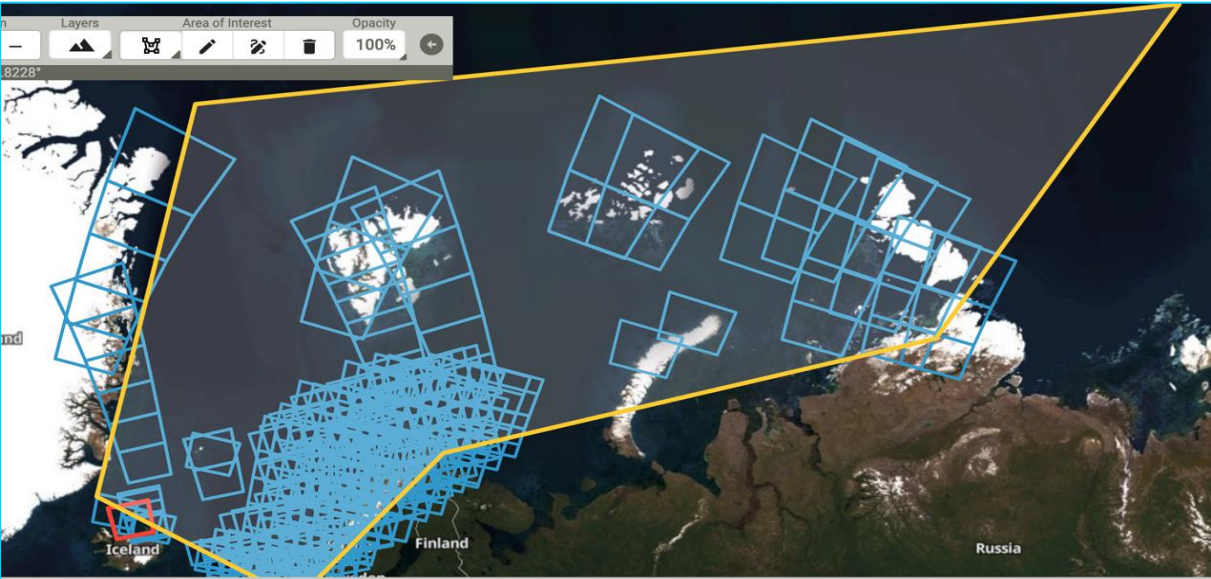 Layers
Area of Interest
Opacity
100%
.8228°
nd
Iceland
Finland
Russia